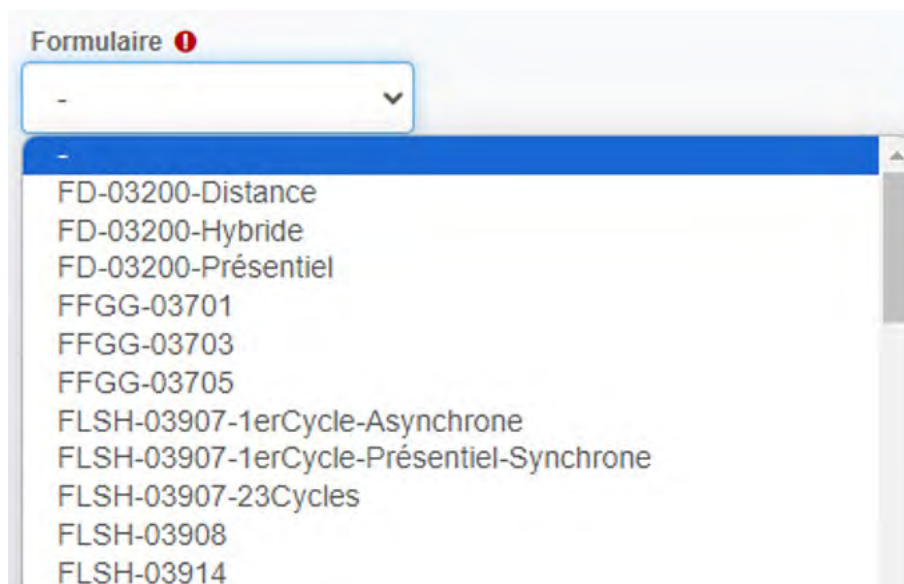 Formulaire
-
-
FD-03200-Distance
FD-03200-Hybride
FD-03200-Présentiel
FFGG-03701
FFGG-03703
FFGG-03705
FLSH-03907-1erCycle-Asynchrone
FLSH-03907-1erCycle-Présentiel-Synchrone
FLSH-03907-23Cycles
FLSH-03908
FLSH-03914